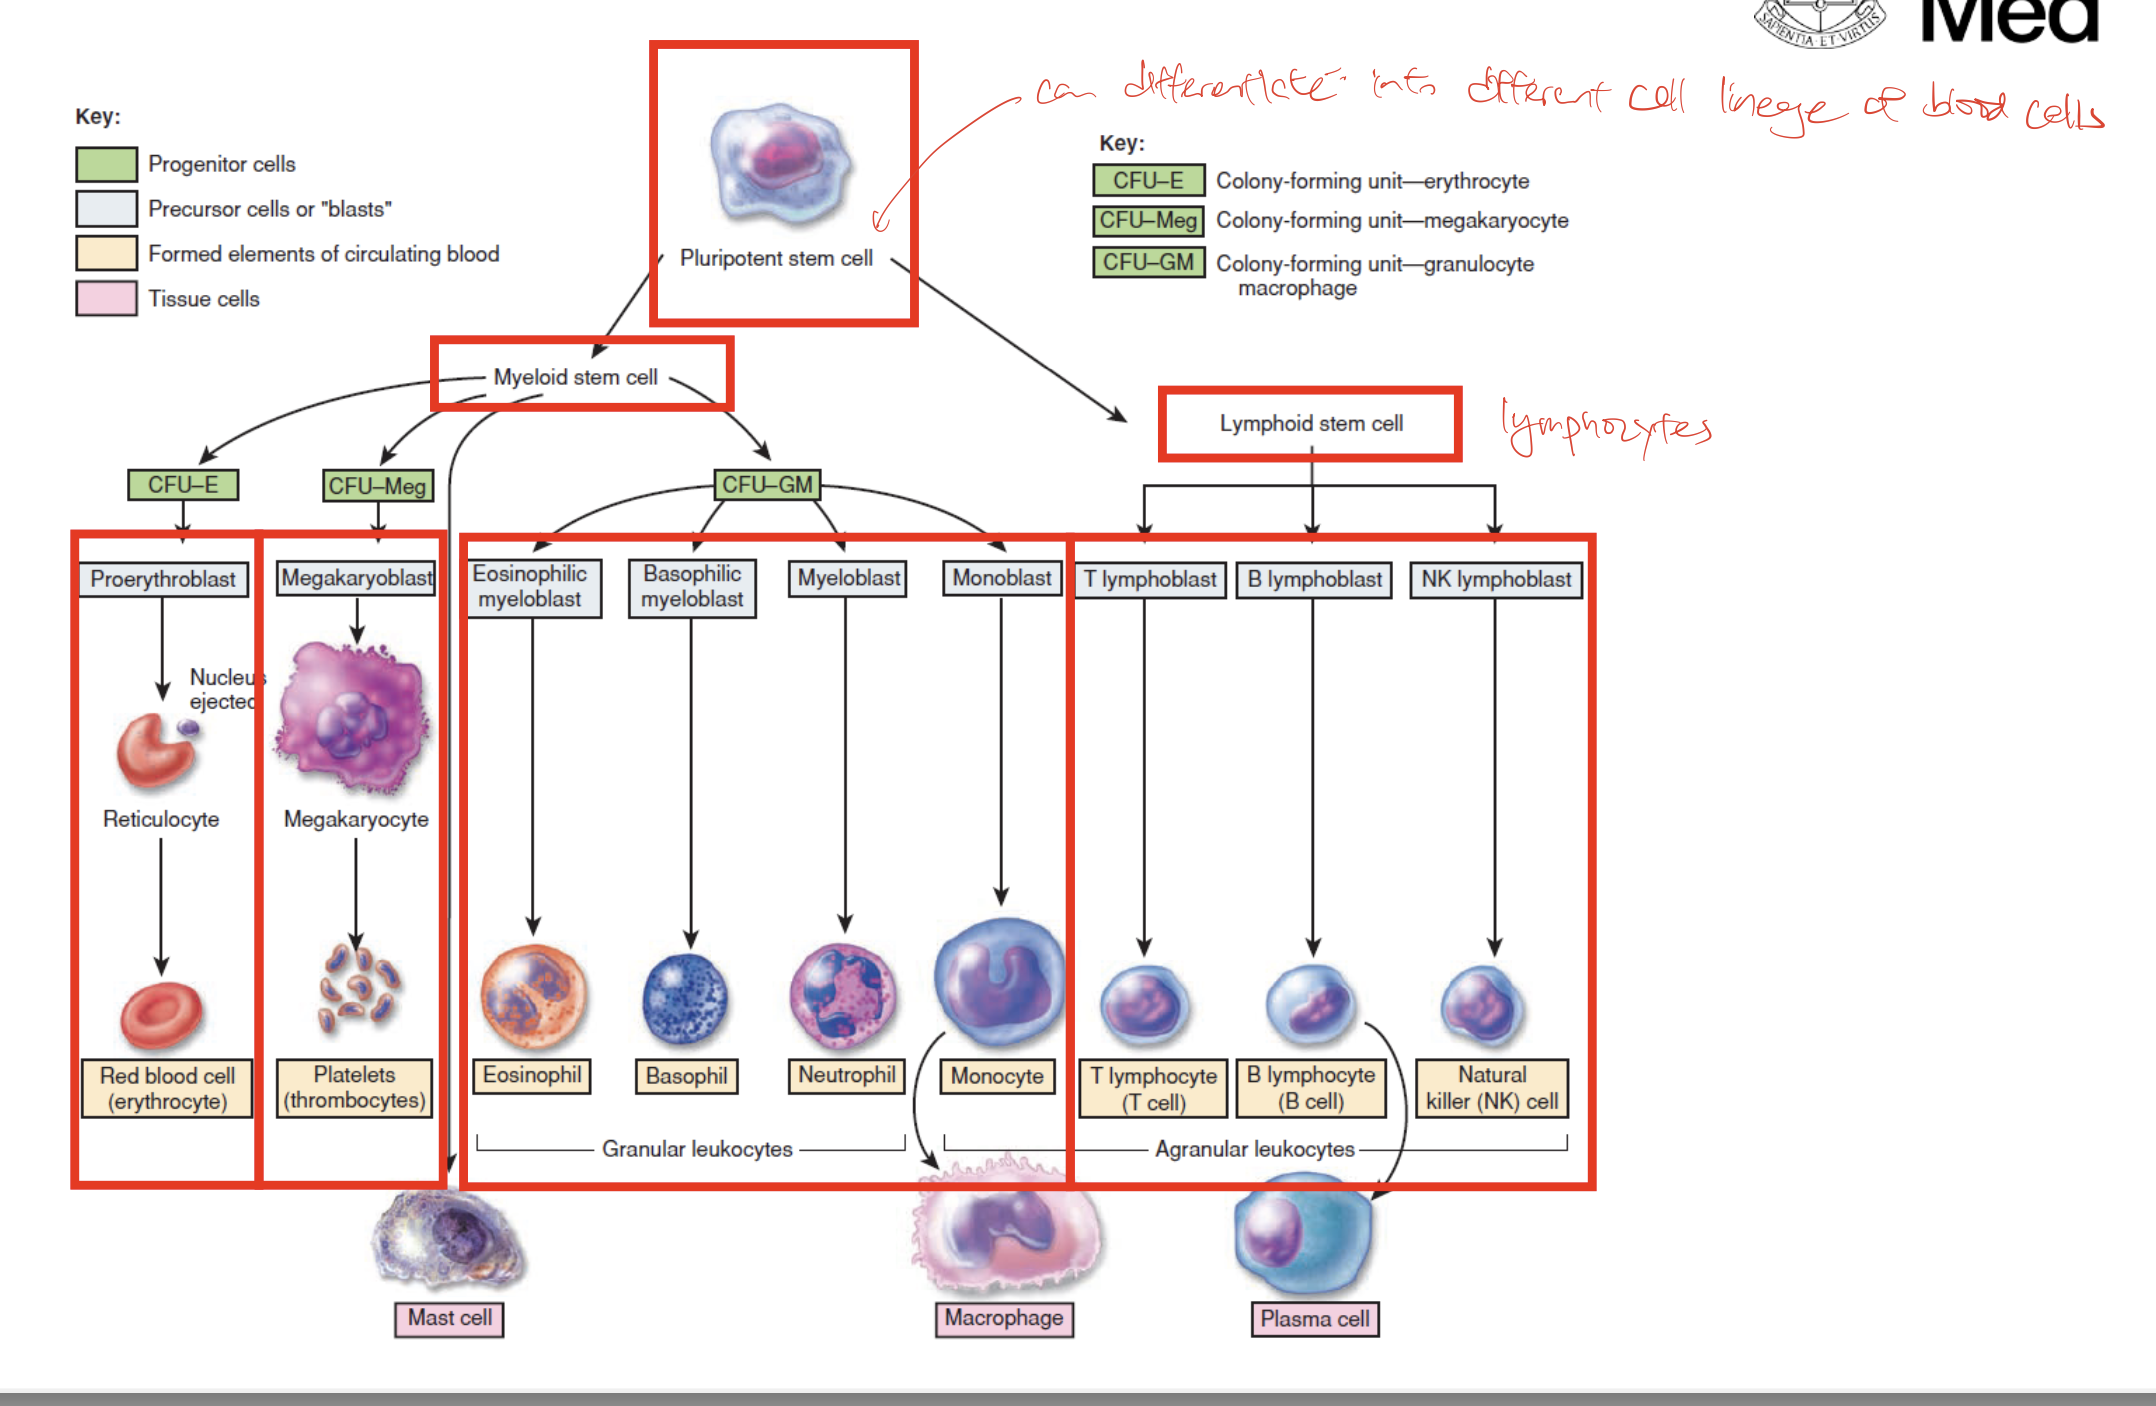 SAPIENTIA ET VIRTUS
Med
can differentiate into different cell lineage of blood cells
Key:
Progenitor cells
Precursor cells or "blasts"
Formed elements of circulating blood
Tissue cells
Key:
CFU–E Colony-forming unit—erythrocyte
CFU–Meg Colony-forming unit—megakaryocyte
CFU–GM Colony-forming unit—granulocyte
macrophage
Pluripotent stem cell
Myeloid stem cell
Lymphoid stem cell
lymphocytes
CFU–E
CFU–Meg
CFU–GM
Proerythroblast
Megakaryoblast
Eosinophilic
myeloblast
Basophilic
myeloblast
Myeloblast
Monoblast
T lymphoblast
B lymphoblast
NK lymphoblast
Nucleus
ejected
Reticulocyte
Megakaryocyte
Red blood cell
(erythrocyte)
Platelets
(thrombocytes)
Eosinophil
Basophil
Neutrophil
Monocyte
T lymphocyte
(T cell)
B lymphocyte
(B cell)
Natural
killer (NK) cell
Granular leukocytes
Agranular leukocytes
Mast cell
Macrophage
Plasma cell